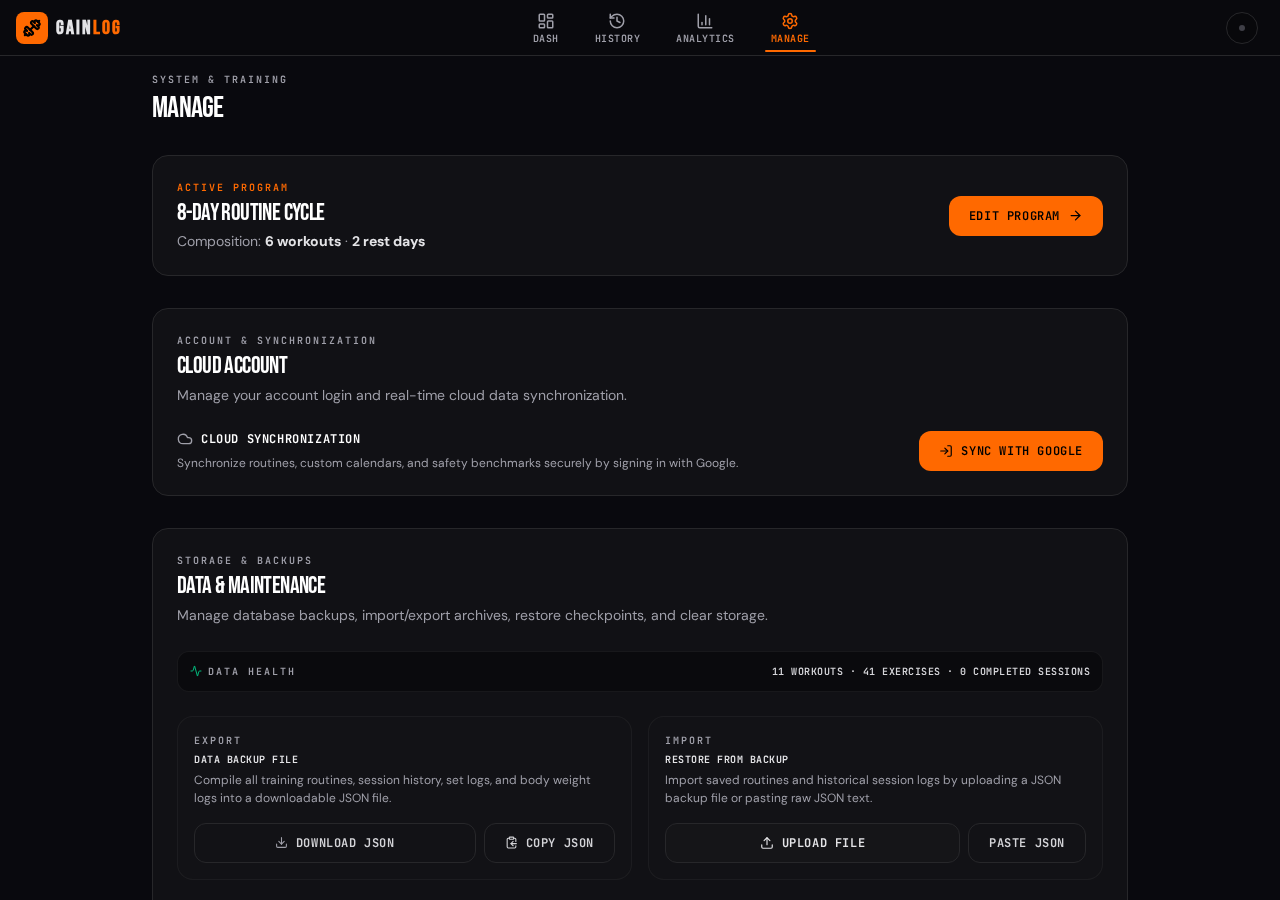 GAINLOG
DASH
HISTORY
ANALYTICS
MANAGE
SYSTEM & TRAINING
MANAGE
ACTIVE PROGRAM
8-DAY ROUTINE CYCLE
Composition: 6 workouts · 2 rest days
EDIT PROGRAM
ACCOUNT & SYNCHRONIZATION
CLOUD ACCOUNT
Manage your account login and real-time cloud data synchronization.
CLOUD SYNCHRONIZATION
Synchronize routines, custom calendars, and safety benchmarks securely by signing in with Google.
SYNC WITH GOOGLE
STORAGE & BACKUPS
DATA & MAINTENANCE
Manage database backups, import/export archives, restore checkpoints, and clear storage.
DATA HEALTH
11 WORKOUTS · 41 EXERCISES · 0 COMPLETED SESSIONS
EXPORT
DATA BACKUP FILE
Compile all training routines, session history, set logs, and body weight
logs into a downloadable JSON file.
DOWNLOAD JSON
COPY JSON
IMPORT
RESTORE FROM BACKUP
Import saved routines and historical session logs by uploading a JSON
backup file or pasting raw JSON text.
UPLOAD FILE
PASTE JSON